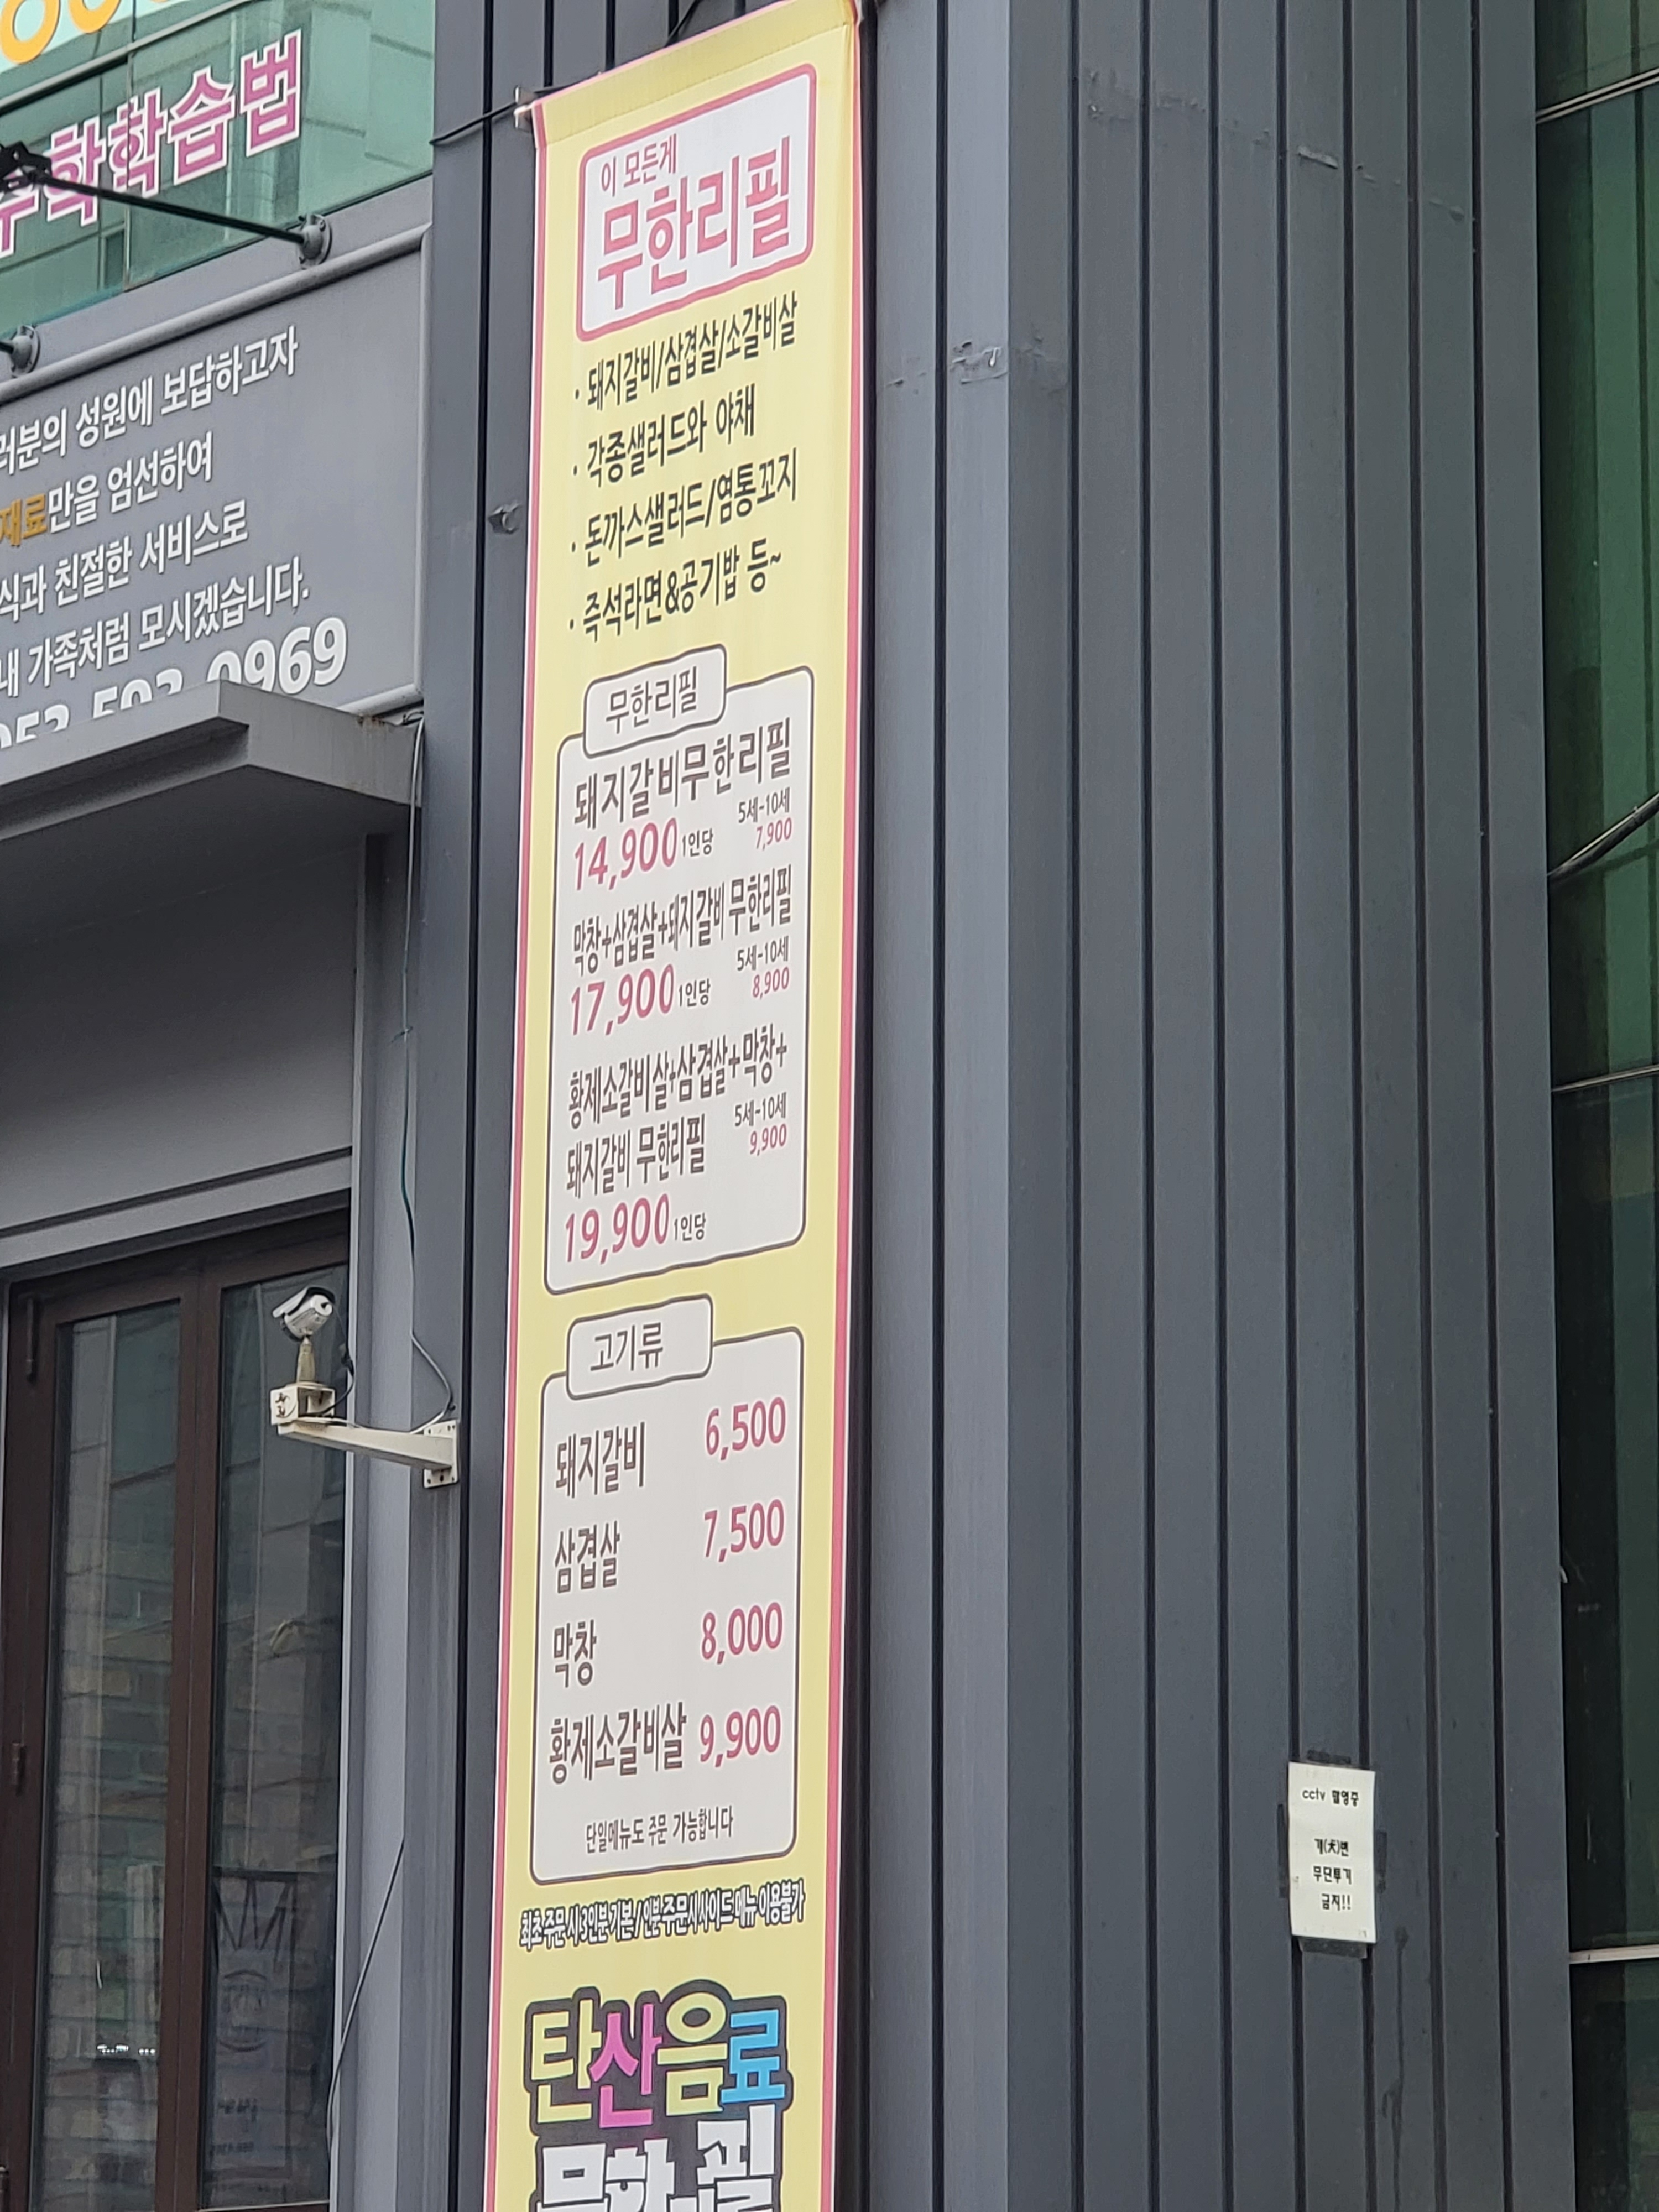 수학학습법
러분의 성원에 보답하고자
재료만을 엄선하여
식과 친절한 서비스로
내 가족처럼 모시겠습니다.
053-593-0969
이 모든게
무한리필
· 돼지갈비/삼겹살/소갈비살
· 각종샐러드와 야채
· 돈까스샐러드/염통꼬지
· 즉석라면&공기밥 등~
무한리필
돼지갈비무한리필
5세-10세
14,900 1인당 7,900
막창+삼겹살+돼지갈비 무한리필
5세-10세
17,900 1인당 8,900
황제소갈비살+삼겹살+막창+
돼지갈비 무한리필 5세-10세
9,900
19,900 1인당
고기류
돼지갈비 6,500
삼겹살 7,500
막창 8,000
황제소갈비살 9,900
단일메뉴도 주문 가능합니다
최초 주문시 3인분 기본 / 인분 주문시 사이드 메뉴 이용불가
탄산음료
무한리필
cctv 촬영중
개(犬)변
무단투기
금지!!